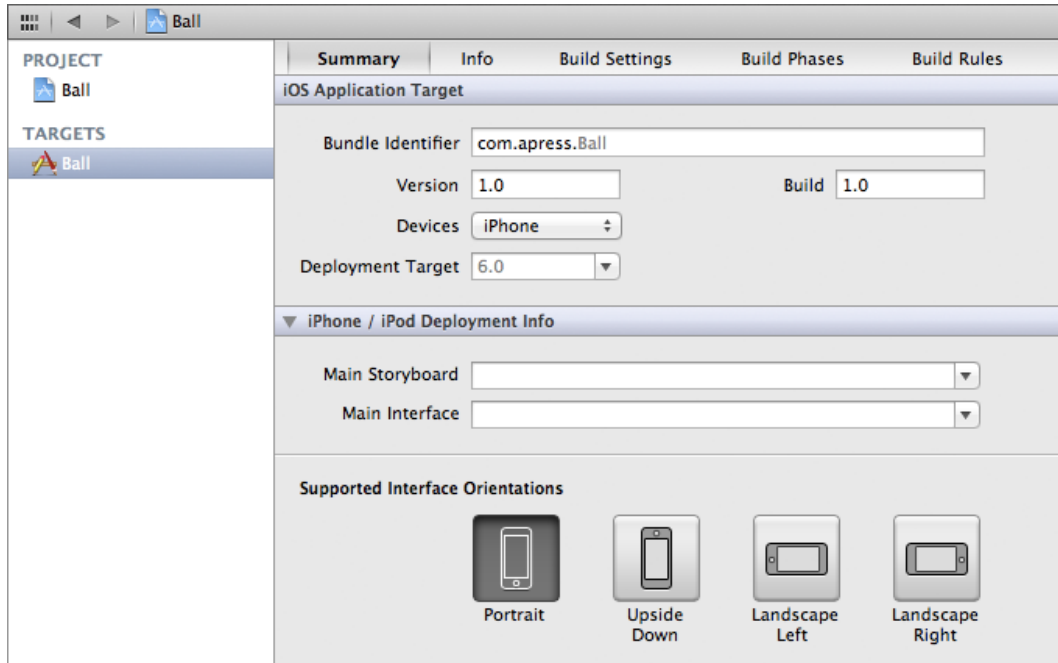 Ball
PROJECT
Ball
TARGETS
Ball
Summary Info Build Settings Build Phases Build Rules
iOS Application Target
Bundle Identifier com.apress.Ball
Version 1.0 Build 1.0
Devices iPhone
Deployment Target 6.0
iPhone / iPod Deployment Info
Main Storyboard
Main Interface
Supported Interface Orientations
Portrait
Upside
Down
Landscape
Left
Landscape
Right